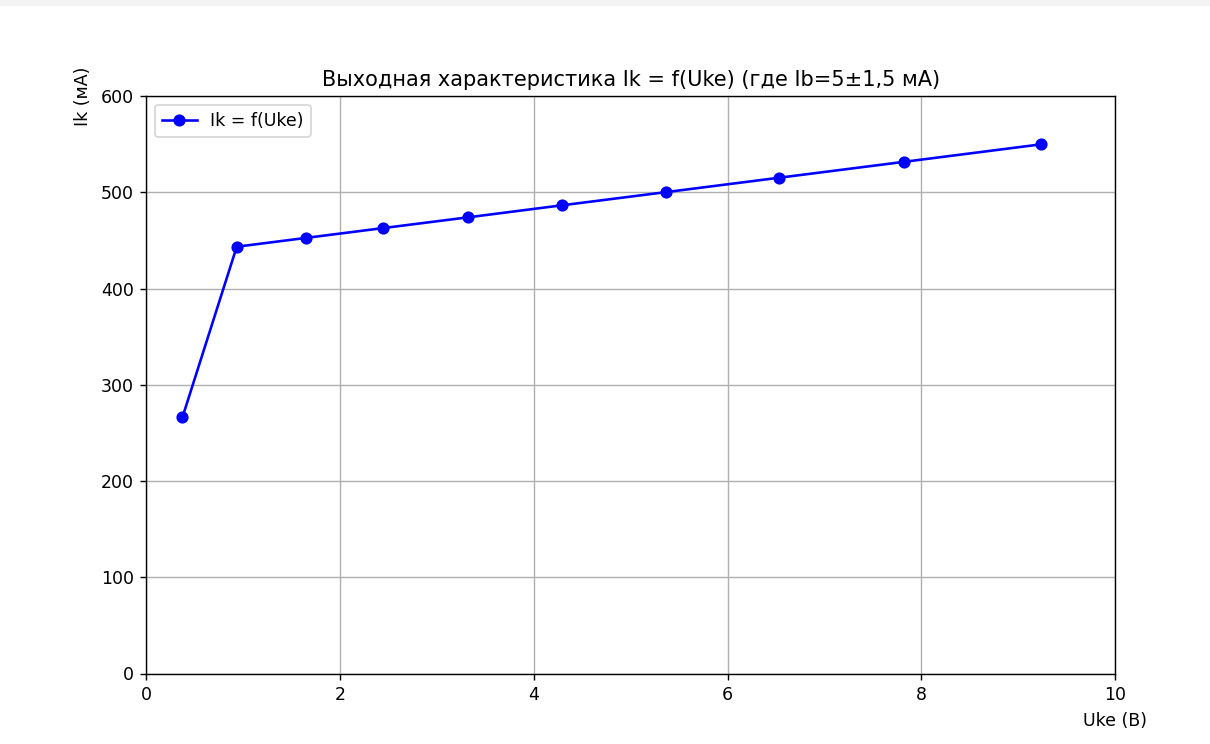 Выходная характеристика Ik = f(Uke) (где Ib=5±1,5 мА)
Ik (мА)
Ik = f(Uke)
600
500
400
300
200
100
0
0 2 4 6 8 10
Uke (В)